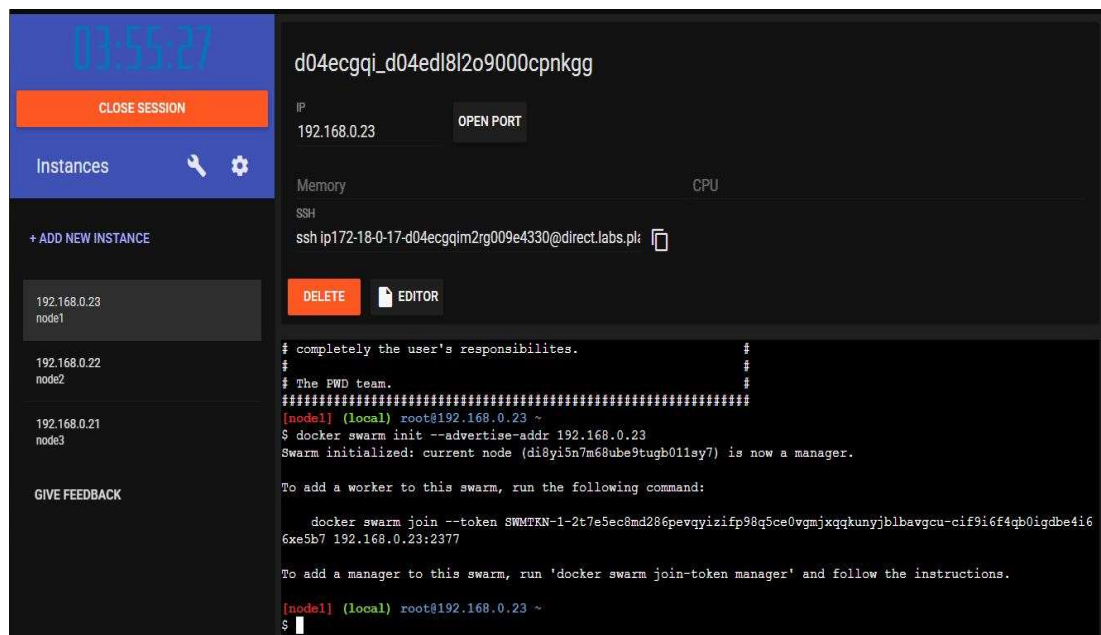 03:55:27
CLOSE SESSION
Instances
+ ADD NEW INSTANCE
192.168.0.23
node1
192.168.0.22
node2
192.168.0.21
node3
GIVE FEEDBACK
d04ecgqi_d04edl8l2o9000cpnkgg
IP
192.168.0.23
OPEN PORT
Memory
CPU
SSH
ssh ip172-18-0-17-d04ecgqim2rg009e4330@direct.labs.pla
DELETE
EDITOR
# completely the user's responsibilites. #
# #
# The PWD team. #
################################################################
[node1] (local) root@192.168.0.23 ~
$ docker swarm init --advertise-addr 192.168.0.23
Swarm initialized: current node (di8yi5n7m68ube9tugb011sy7) is now a manager.
To add a worker to this swarm, run the following command:
docker swarm join --token SWMTKN-1-2t7e5ec8md286pevqyizifp98q5ce0vgmjxqqkunyjblbavgcu-cif9i6f4qb0igdbe4i6
6xe5b7 192.168.0.23:2377
To add a manager to this swarm, run 'docker swarm join-token manager' and follow the instructions.
[node1] (local) root@192.168.0.23 ~
$